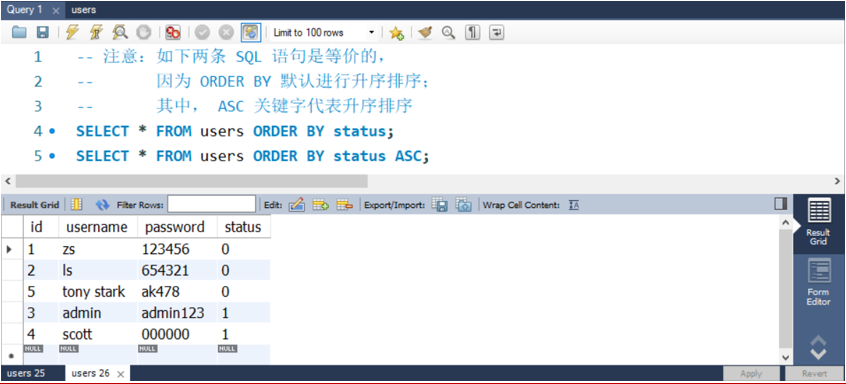 Query 1 users
Limit to 100 rows
1 -- 注意：如下两条 SQL 语句是等价的，
2 -- 因为 ORDER BY 默认进行升序排序；
3 -- 其中， ASC 关键字代表升序排序
4 SELECT * FROM users ORDER BY status;
5 SELECT * FROM users ORDER BY status ASC;
Result Grid Filter Rows: Edit: Export/Import: Wrap Cell Content:
id username password status
1 zs 123456 0
2 ls 654321 0
5 tony stark ak478 0
3 admin admin123 1
4 scott 000000 1
NULL NULL NULL NULL
Result
Grid
Form
Editor
users 25 users 26 Apply Revert